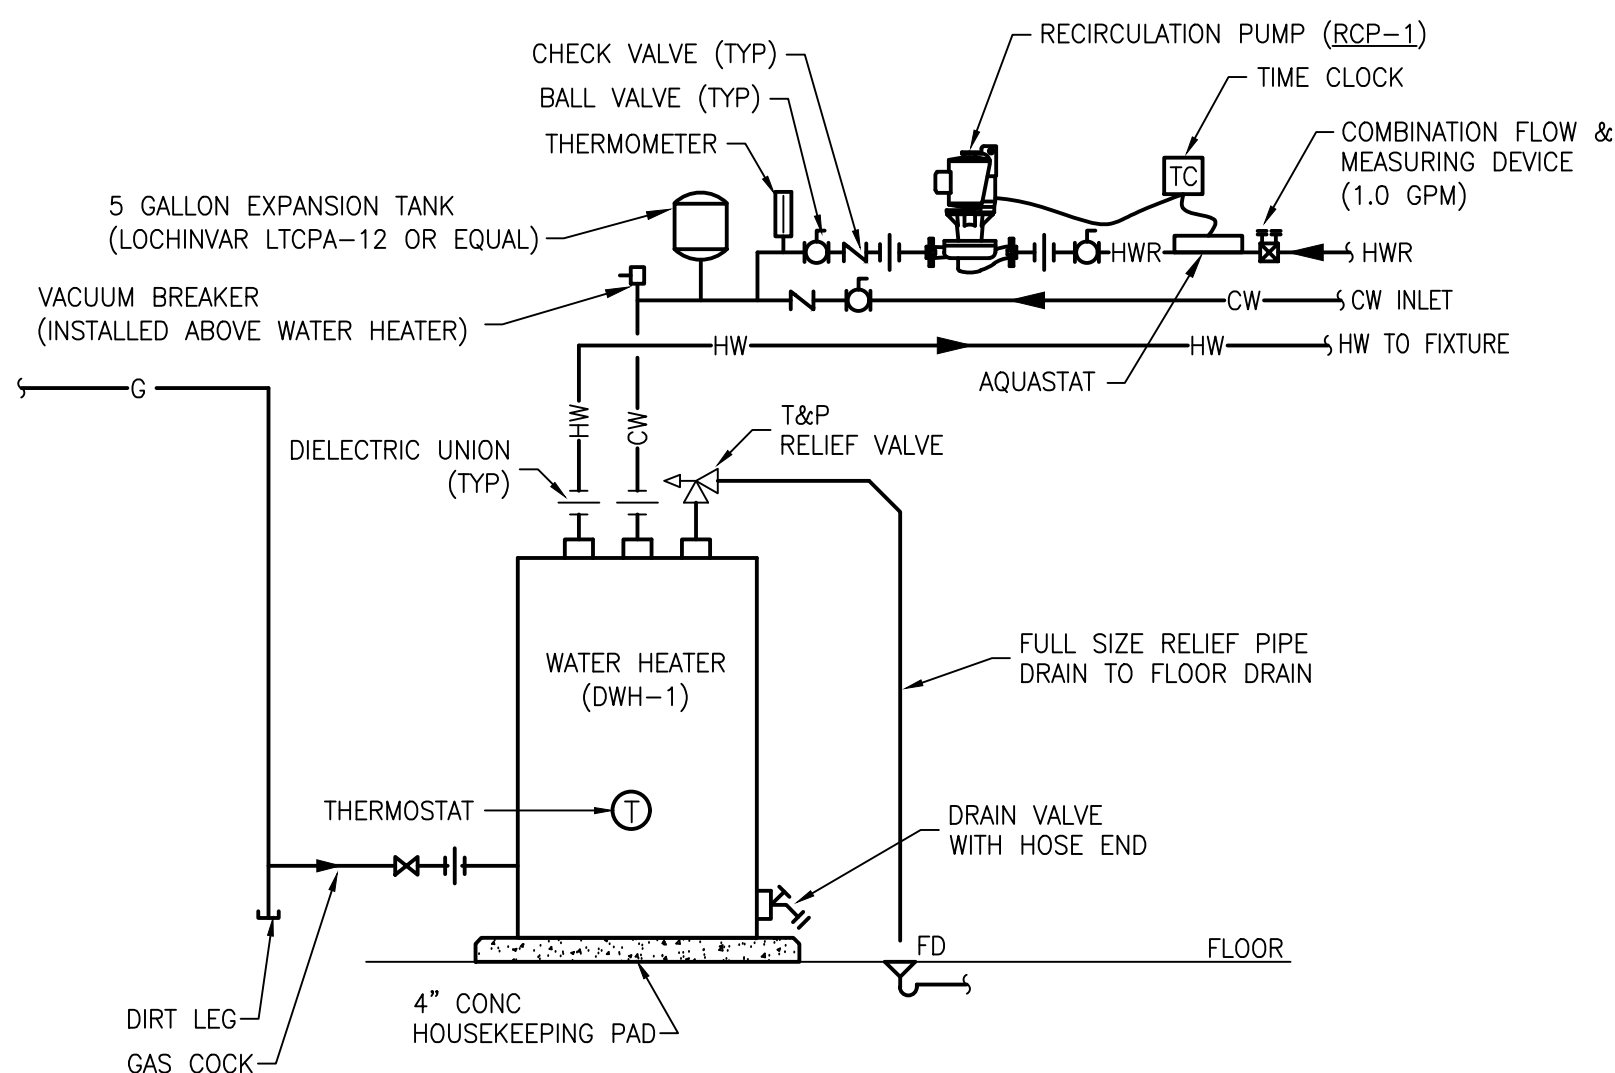 RECIRCULATION PUMP (RCP-1)
CHECK VALVE (TYP)
TIME CLOCK
BALL VALVE (TYP)
THERMOMETER
COMBINATION FLOW &
MEASURING DEVICE
(1.0 GPM)
TC
5 GALLON EXPANSION TANK
(LOCHINVAR LTCPA-12 OR EQUAL)
HWR
HWR
VACUUM BREAKER
(INSTALLED ABOVE WATER HEATER)
CW
CW INLET
HW
HW
HW TO FIXTURE
AQUASTAT
G
HW
CW
T&P
RELIEF VALVE
DIELECTRIC UNION
(TYP)
WATER HEATER
(DWH-1)
FULL SIZE RELIEF PIPE
DRAIN TO FLOOR DRAIN
THERMOSTAT
T
DRAIN VALVE
WITH HOSE END
FD
FLOOR
4" CONC
HOUSEKEEPING PAD
DIRT LEG
GAS COCK